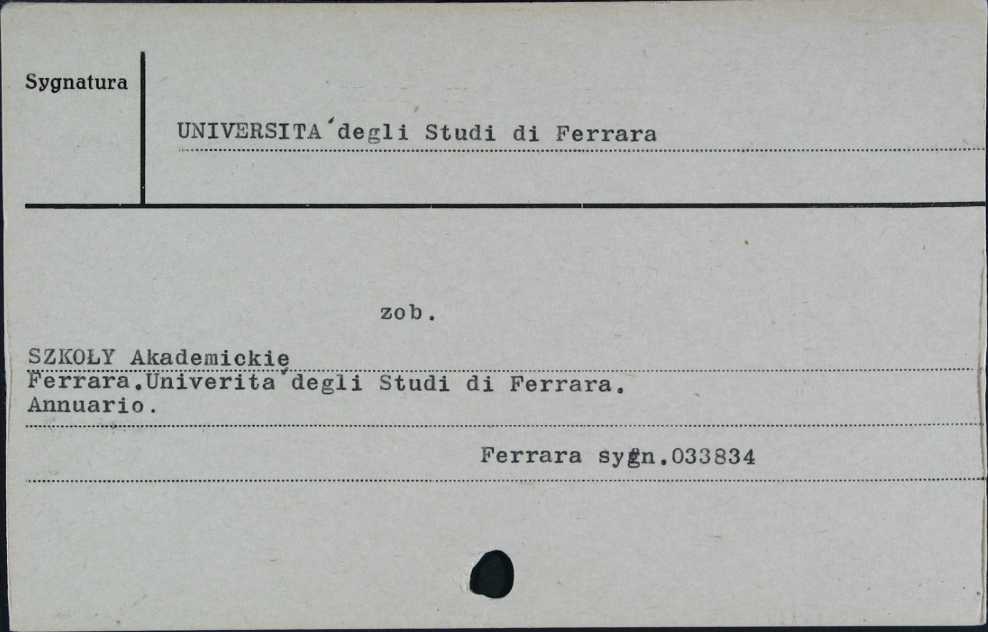 Sygnatura
UNIVERSITA´degli Studi di Ferrara
zob.
SZKOŁY Akademickie
Ferrara.Univerita´degli Studi di Ferrara.
Annuario.
Ferrara sygn.033834